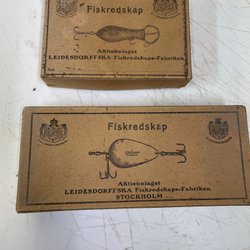 Fiskredskap
Aktiebolaget
LEIDESDORFFSKA Fiskredskaps-Fabriken
Fiskredskap
Aktiebolaget
LEIDESDORFFSKA Fiskredskaps-Fabriken
STOCKHOLM